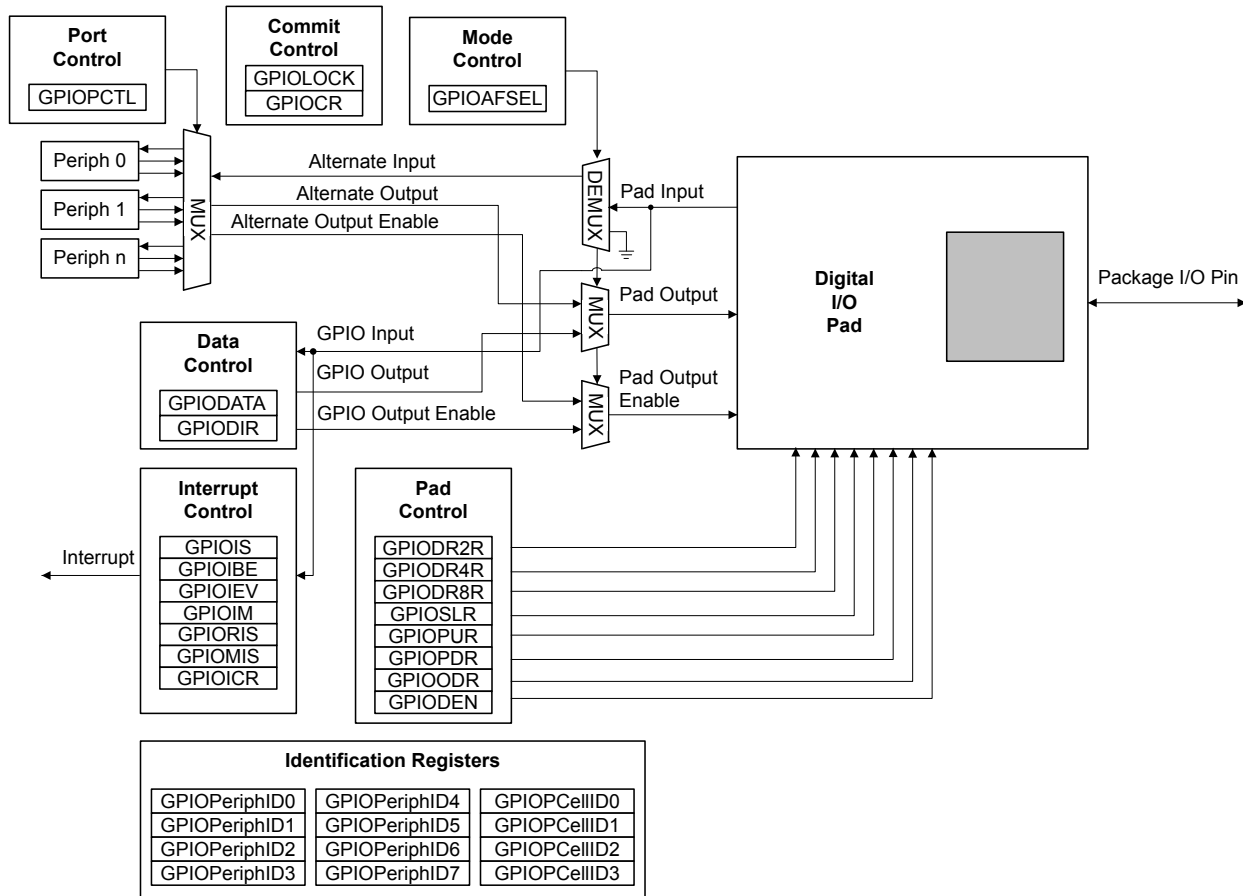 Port
Control
GPIOPCTL
Commit
Control
GPIOLOCK
GPIOCR
Mode
Control
GPIOAFSEL
Periph 0
Periph 1
Periph n
MUX
Alternate Input
Alternate Output
Alternate Output Enable
DEMUX
Pad Input
MUX
Pad Output
MUX
Pad Output
Enable
Digital
I/O
Pad
Package I/O Pin
Data
Control
GPIODATA
GPIODIR
GPIO Input
GPIO Output
GPIO Output Enable
Interrupt
Control
GPIOIS
GPIOIBE
GPIOIEV
GPIOIM
GPIORIS
GPIOMIS
GPIOICR
Interrupt
Pad
Control
GPIODR2R
GPIODR4R
GPIODR8R
GPIOSLR
GPIOPUR
GPIOPDR
GPIOODR
GPIODEN
Identification Registers
GPIOPeriphID0
GPIOPeriphID1
GPIOPeriphID2
GPIOPeriphID3
GPIOPeriphID4
GPIOPeriphID5
GPIOPeriphID6
GPIOPeriphID7
GPIOPCellID0
GPIOPCellID1
GPIOPCellID2
GPIOPCellID3